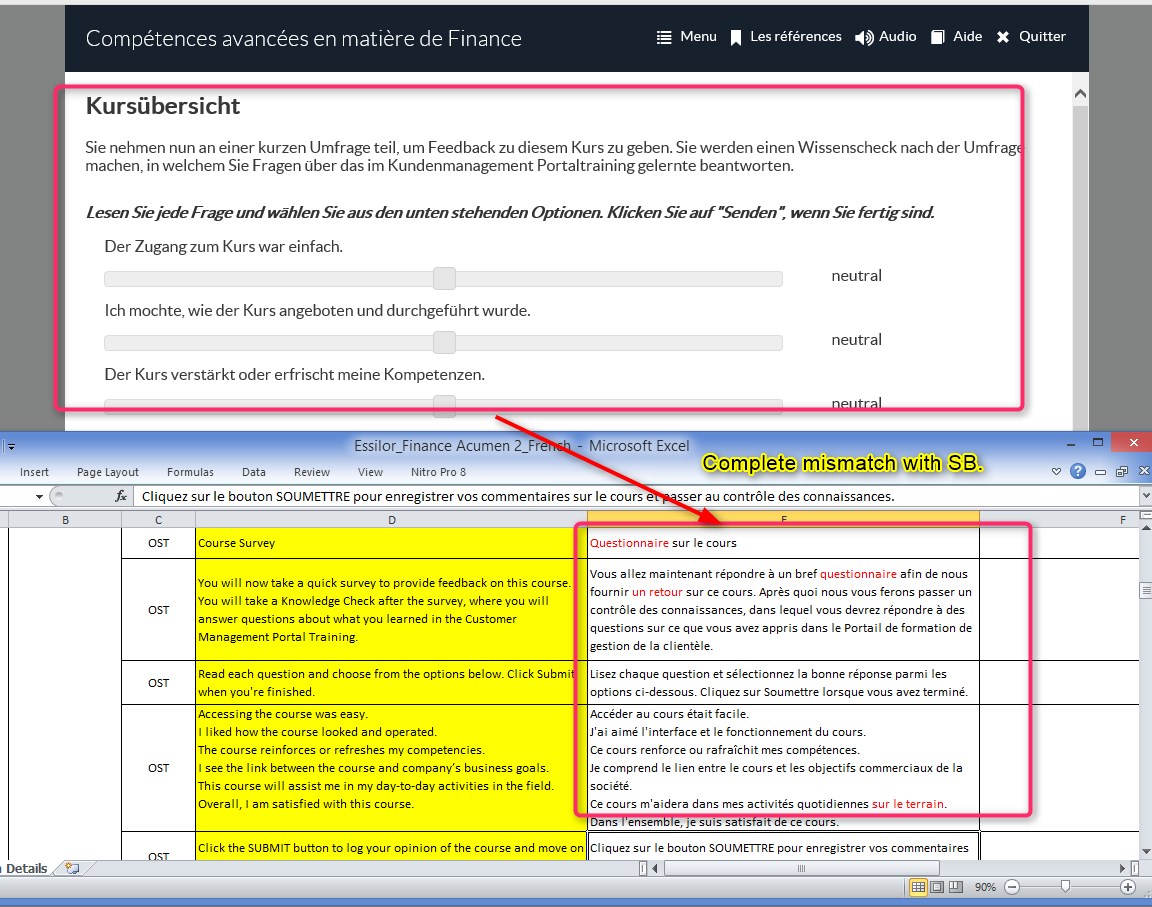 Compétences avancées en matière de Finance
Menu Les références Audio Aide Quitter
Kursübersicht
Sie nehmen nun an einer kurzen Umfrage teil, um Feedback zu diesem Kurs zu geben. Sie werden einen Wissenscheck nach der Umfrage
machen, in welchem Sie Fragen über das im Kundenmanagement Portaltraining gelernte beantworten.
Lesen Sie jede Frage und wählen Sie aus den unten stehenden Optionen. Klicken Sie auf "Senden", wenn Sie fertig sind.
Der Zugang zum Kurs war einfach.
neutral
Ich mochte, wie der Kurs angeboten und durchgeführt wurde.
neutral
Der Kurs verstärkt oder erfrischt meine Kompetenzen.
neutral
Essilor_Finance Acumen 2_French - Microsoft Excel
Complete mismatch with SB.
Insert Page Layout Formulas Data Review View Nitro Pro 8
fx Cliquez sur le bouton SOUMETTRE pour enregistrer vos commentaires sur le cours et passer au contrôle des connaissances.
B C D E F
OST
Course Survey
Questionnaire sur le cours
OST
You will now take a quick survey to provide feedback on this course.
You will take a Knowledge Check after the survey, where you will
answer questions about what you learned in the Customer
Management Portal Training.
Vous allez maintenant répondre à un bref questionnaire afin de nous
fournir un retour sur ce cours. Après quoi nous vous ferons passer un
contrôle des connaissances, dans lequel vous devrez répondre à des
questions sur ce que vous avez appris dans le Portail de formation de
gestion de la clientèle.
OST
Read each question and choose from the options below. Click Submit
when you're finished.
Lisez chaque question et sélectionnez la bonne réponse parmi les
options ci-dessous. Cliquez sur Soumettre lorsque vous avez terminé.
OST
Accessing the course was easy.
I liked how the course looked and operated.
The course reinforces or refreshes my competencies.
I see the link between the course and company's business goals.
This course will assist me in my day-to-day activities in the field.
Overall, I am satisfied with this course.
Accéder au cours était facile.
J'ai aimé l'interface et le fonctionnement du cours.
Ce cours renforce ou rafraîchit mes compétences.
Je comprend le lien entre le cours et les objectifs commerciaux de la
société.
Ce cours m'aidera dans mes activités quotidiennes sur le terrain.
Dans l'ensemble, je suis satisfait de ce cours.
OST
Click the SUBMIT button to log your opinion of the course and move on
Cliquez sur le bouton SOUMETTRE pour enregistrer vos commentaires
Details
90%